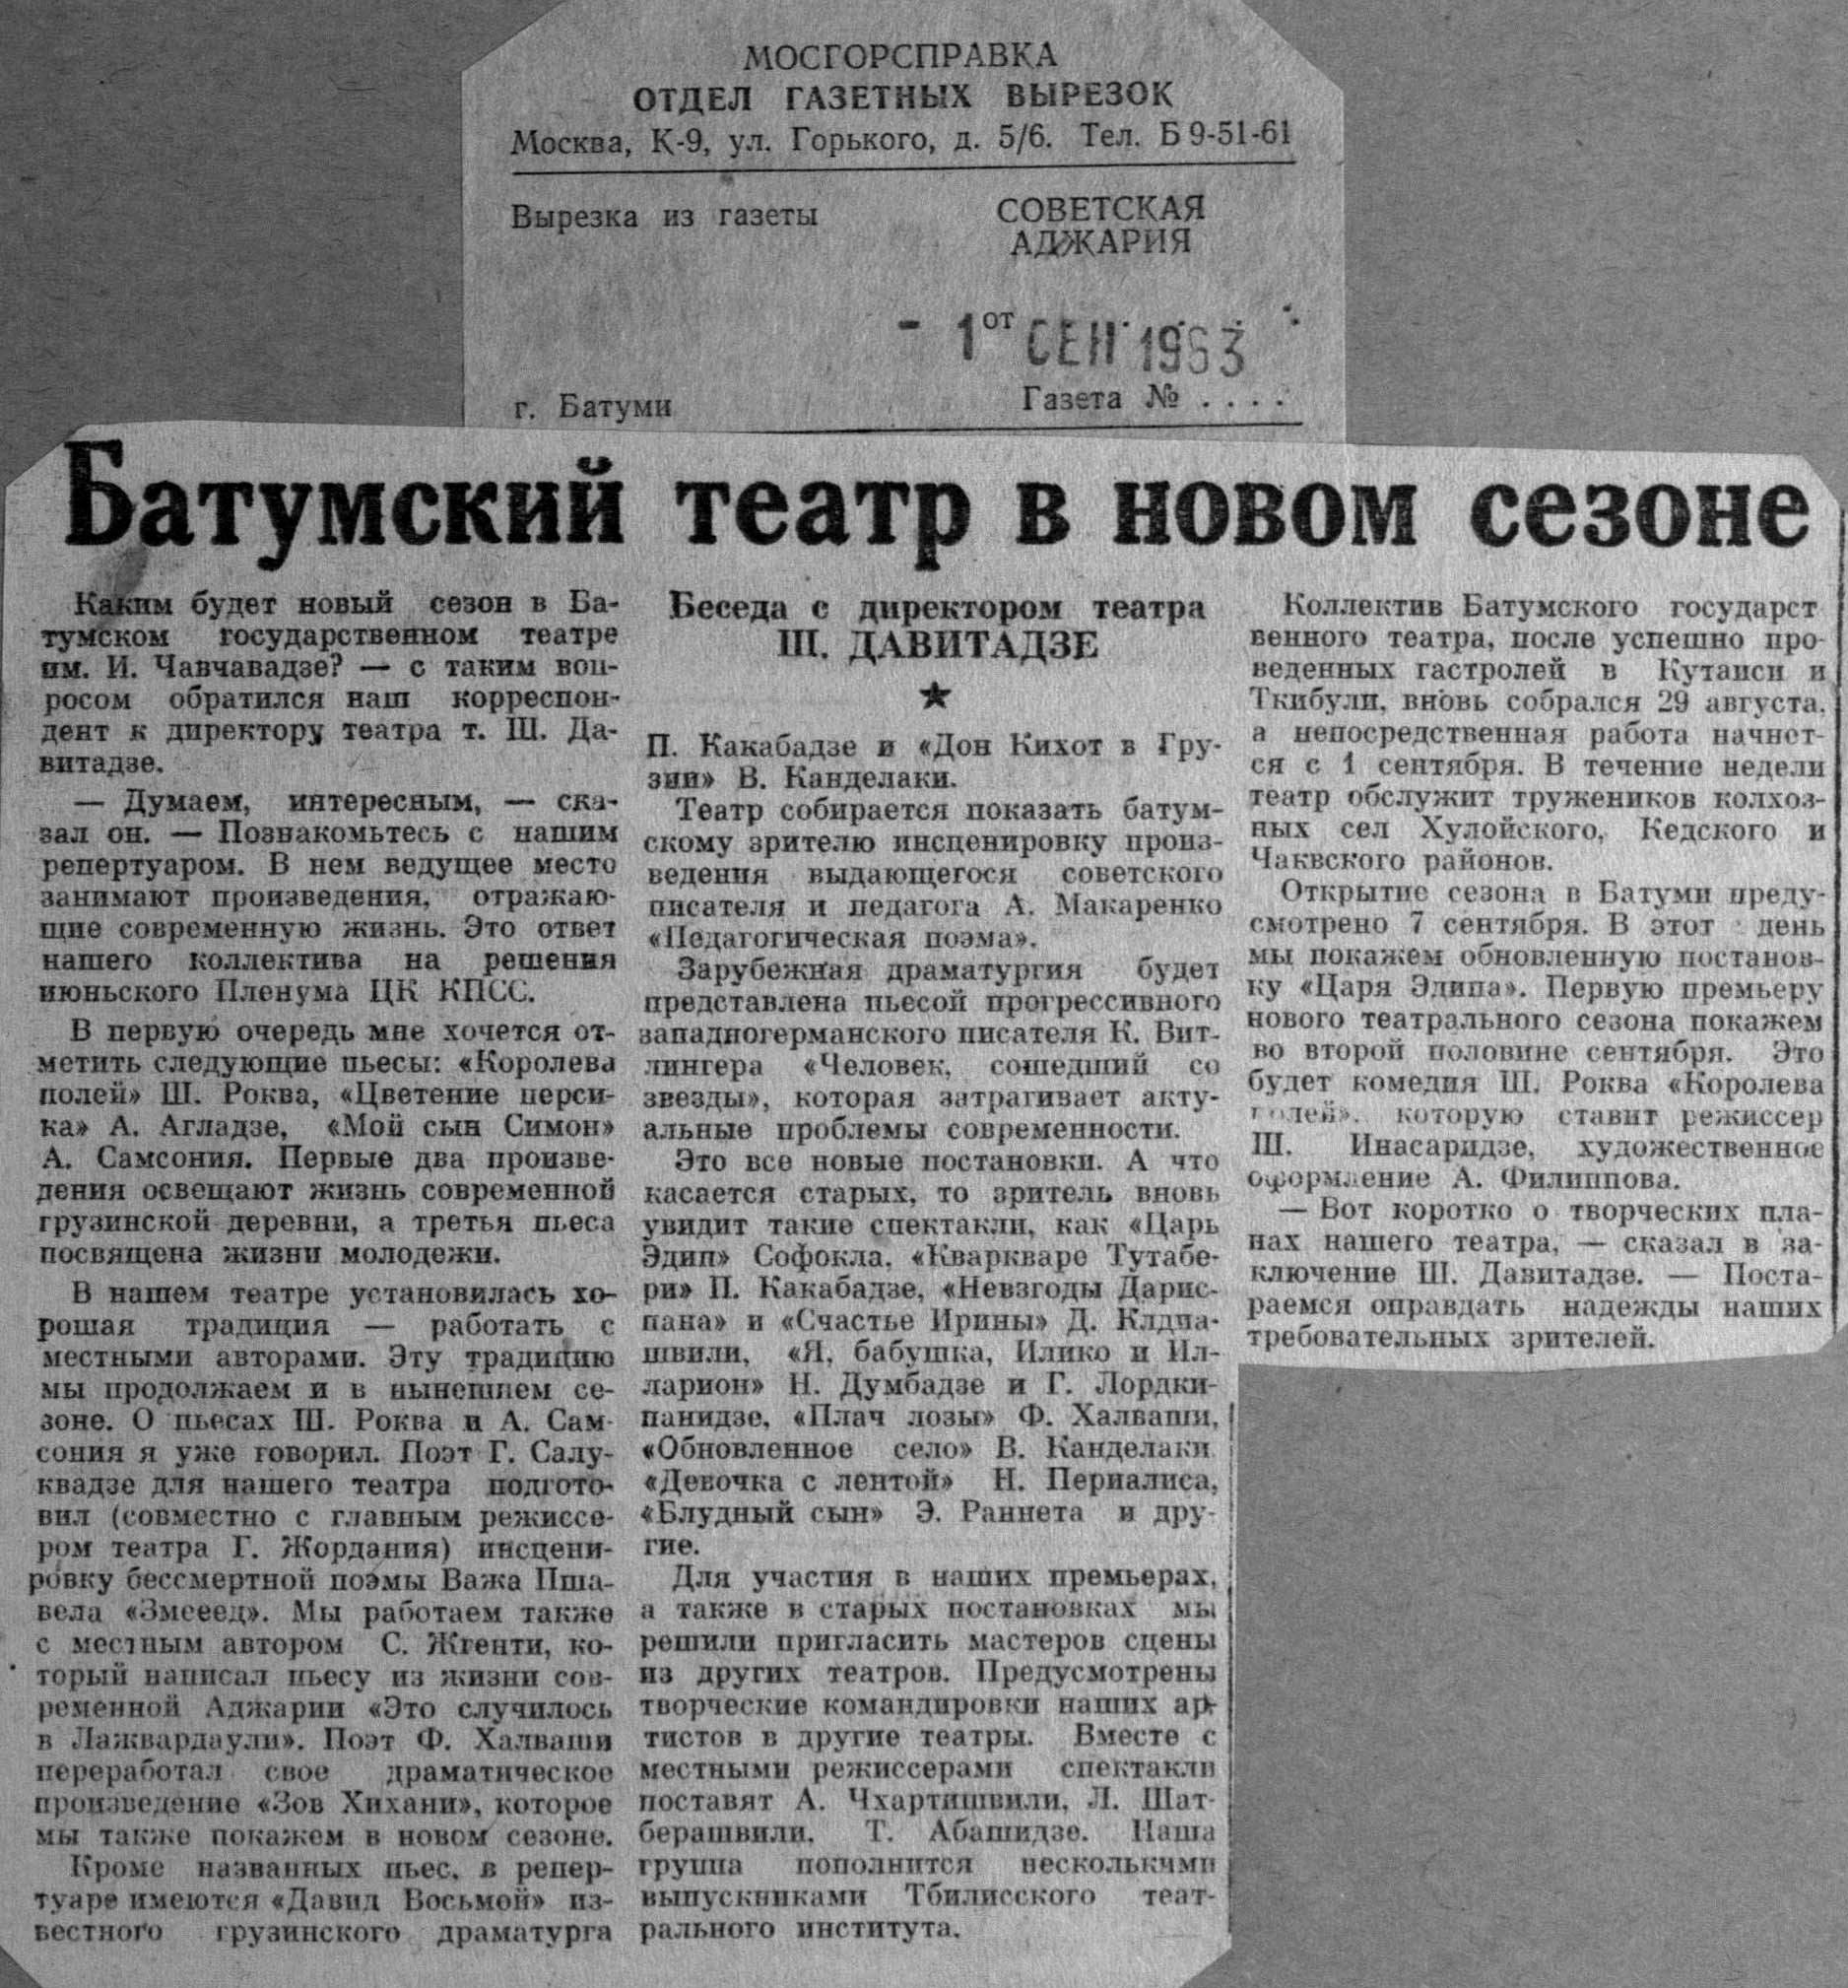 МОСГОРСПРАВКА
ОТДЕЛ ГАЗЕТНЫХ ВЫРЕЗОК
Москва, К-9, ул. Горького, д. 5/6. Тел. Б 9-51-61
Вырезка из газеты
СОВЕТСКАЯ
АДЖАРИЯ
- 1 от СЕН 1963
г. Батуми
Газета № . . . .
Батумский театр в новом сезоне
Каким будет новый сезон в Ба-
тумском государственном театре
им. И. Чавчавадзе? — с таким воп-
росом обратился наш корреспон-
дент к директору театра т. Ш. Да-
витадзе.
— Думаем, интересным, — ска-
зал он. — Познакомьтесь с нашим
репертуаром. В нем ведущее место
занимают произведения, отражаю-
щие современную жизнь. Это ответ
нашего коллектива на решения
июньского Пленума ЦК КПСС.
В первую очередь мне хочется от-
метить следующие пьесы: «Королева
полей» Ш. Роква, «Цветение перси-
ка» А. Агладзе, «Мой сын Симон»
А. Самсония. Первые два произве-
дения освещают жизнь современной
грузинской деревни, а третья пьеса
посвящена жизни молодежи.
В нашем театре установилась хо-
рошая традиция — работать с
местными авторами. Эту традицию
мы продолжаем и в нынешнем се-
зоне. О пьесах Ш. Роква и А. Сам-
сония я уже говорил. Поэт Г. Салу-
квадзе для нашего театра подгото-
вил (совместно с главным режиссе-
ром театра Г. Жордания) инсцени-
ровку бессмертной поэмы Важа Пша-
вела «Змееед». Мы работаем также
с местным автором С. Жгенти, ко-
торый написал пьесу из жизни сов-
ременной Аджарии «Это случилось
в Лажвардаули». Поэт Ф. Халваши
переработал свое драматическое
произведение «Зов Хихани», которое
мы также покажем в новом сезоне.
Кроме названных пьес, в репер-
туаре имеются «Давид Восьмой» из-
вестного грузинского драматурга
Беседа с директором театра
Ш. ДАВИТАДЗЕ
★
П. Какабадзе и «Дон Кихот в Гру-
зии» В. Канделаки.
Театр собирается показать батум-
скому зрителю инсценировку произ-
ведения выдающегося советского
писателя и педагога А. Макаренко
«Педагогическая поэма».
Зарубежная драматургия будет
представлена пьесой прогрессивного
западногерманского писателя К. Вит-
лингера «Человек, сошедший со
звезды», которая затрагивает акту-
альные проблемы современности.
Это все новые постановки. А что
касается старых, то зритель вновь
увидит такие спектакли, как «Царь
Эдип» Софокла, «Кваркваре Тутабе-
ри» П. Какабадзе, «Невзгоды Дарис-
пана» и «Счастье Ирины» Д. Клдиа-
швили, «Я, бабушка, Илико и Ил-
ларион» Н. Думбадзе и Г. Лордки-
панидзе, «Плач лозы» Ф. Халваши,
«Обновленное село» В. Канделаки
«Девочка с лентой» Н. Периалиса,
«Блудный сын» Э. Раннета и дру-
гие.
Для участия в наших премьерах,
а также в старых постановках мы
решили пригласить мастеров сцены
из других театров. Предусмотрены
творческие командировки наших ар-
тистов в другие театры. Вместе с
местными режиссерами спектакли
поставят А. Чхартишвили, Л. Шат-
берашвили, Т. Абашидзе. Наша
группа пополнится несколькими
выпускниками Тбилисского теат-
рального института.
Коллектив Батумского государст
венного театра, после успешно про-
веденных гастролей в Кутаиси и
Ткибули, вновь собрался 29 августа,
а непосредственная работа начнет-
ся с 1 сентября. В течение недели
театр обслужит тружеников колхоз-
ных сел Хулойского, Кедского и
Чаквского районов.
Открытие сезона в Батуми преду-
смотрено 7 сентября. В этот день
мы покажем обновленную постанов-
ку «Царя Эдипа». Первую премьеру
нового театрального сезона покажем
во второй половине сентября. Это
будет комедия Ш. Роква «Королева
полей», которую ставит режиссер
Ш. Инасаридзе, художественное
оформление А. Филиппова.
— Вот коротко о творческих пла-
нах нашего театра, — сказал в за-
ключение Ш. Давитадзе. — Поста-
раемся оправдать надежды наших
требовательных зрителей.